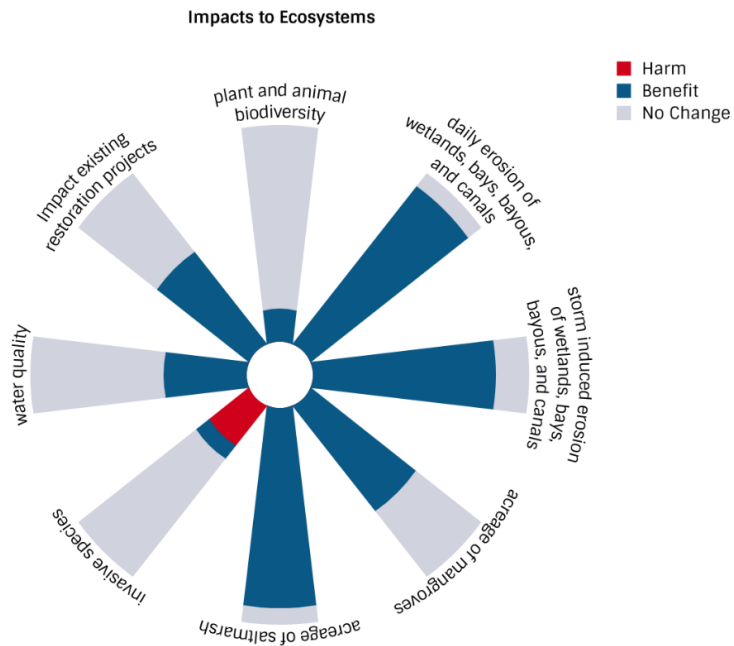 Impacts to Ecosystems
Harm
Benefit
No Change
plant and animal
biodiversity
daily erosion of
wetlands, bays, bayous,
and canals
storm induced erosion
of wetlands, bays,
bayous, and canals
acreage of mangroves
acreage of saltmarsh
invasive species
water quality
Impact existing
restoration projects